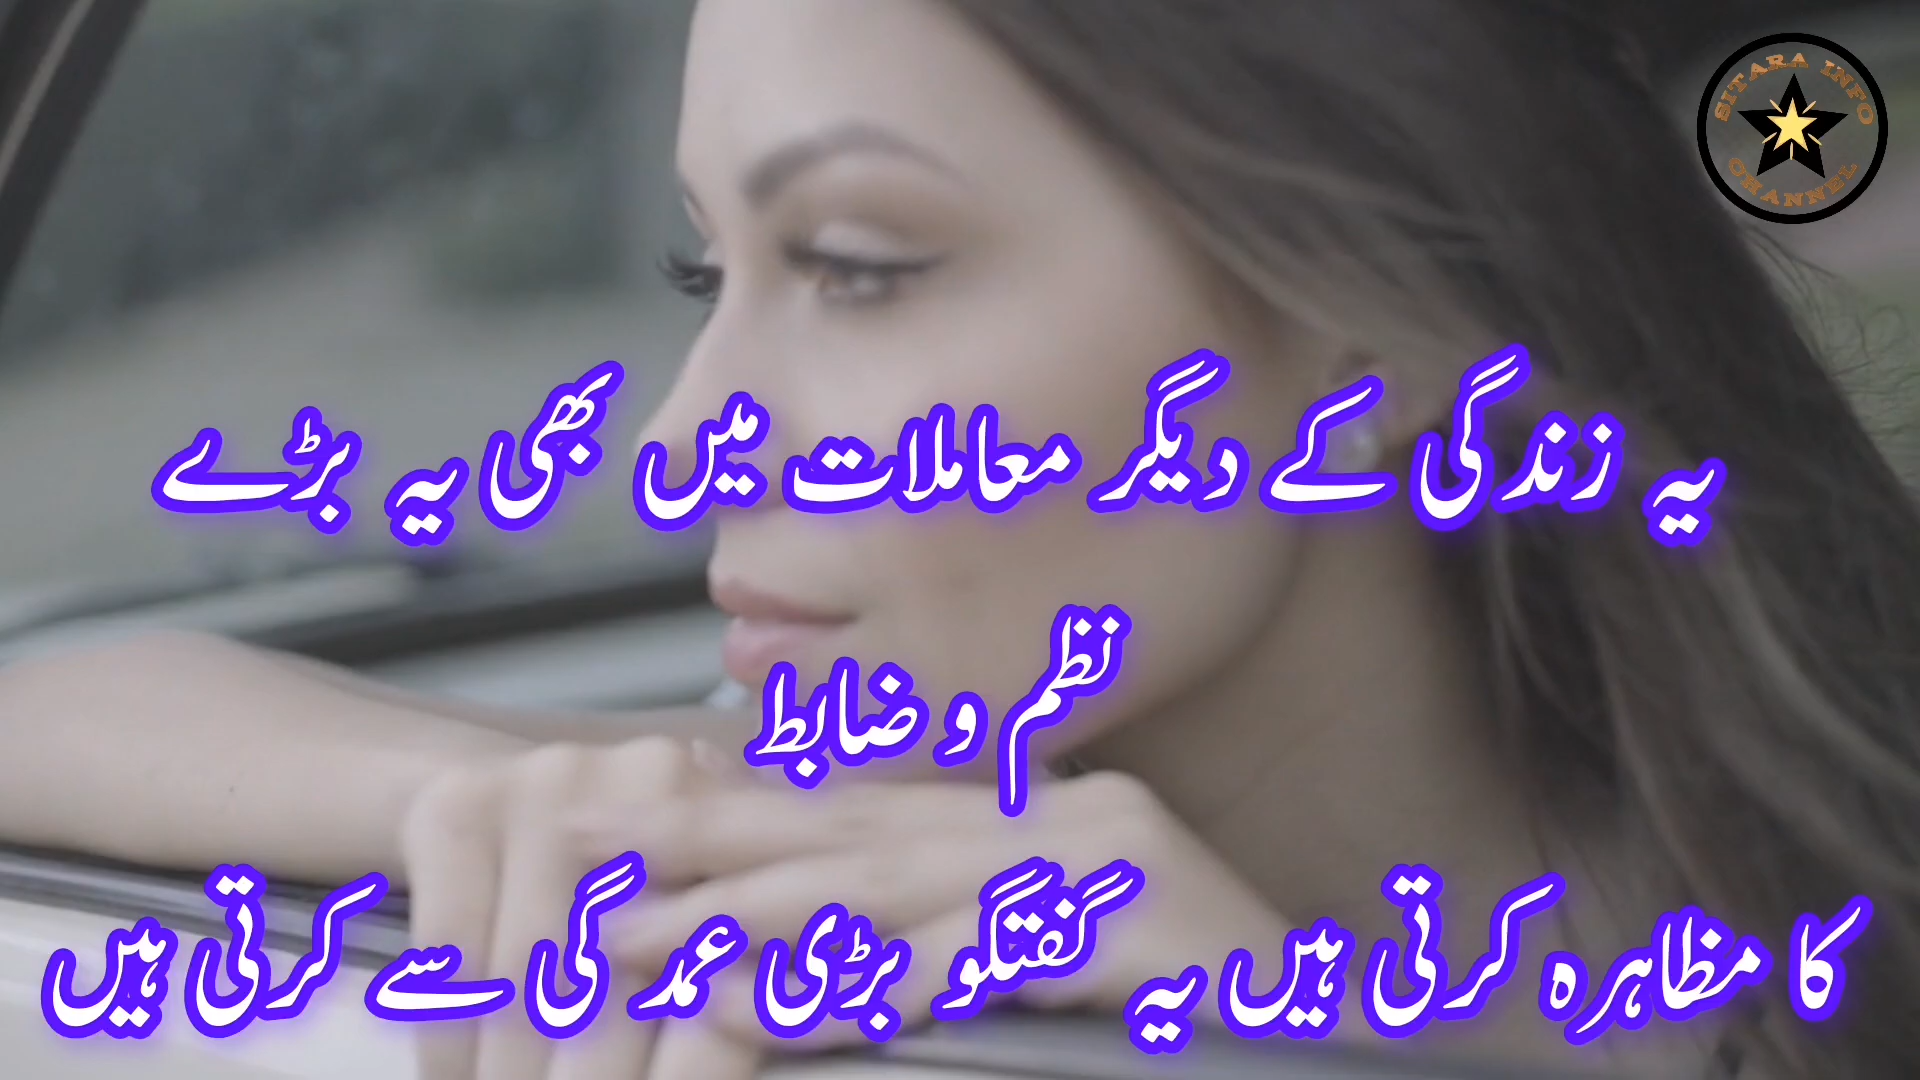 SITARA INFO
CHANNEL
یہ زندگی کے دیگر معاملات میں بھی یہ بڑے
نظم و ضابط
کا مظاہرہ کرتی ہیں یہ گفتگو بڑی عمدگی سے کرتی ہیں